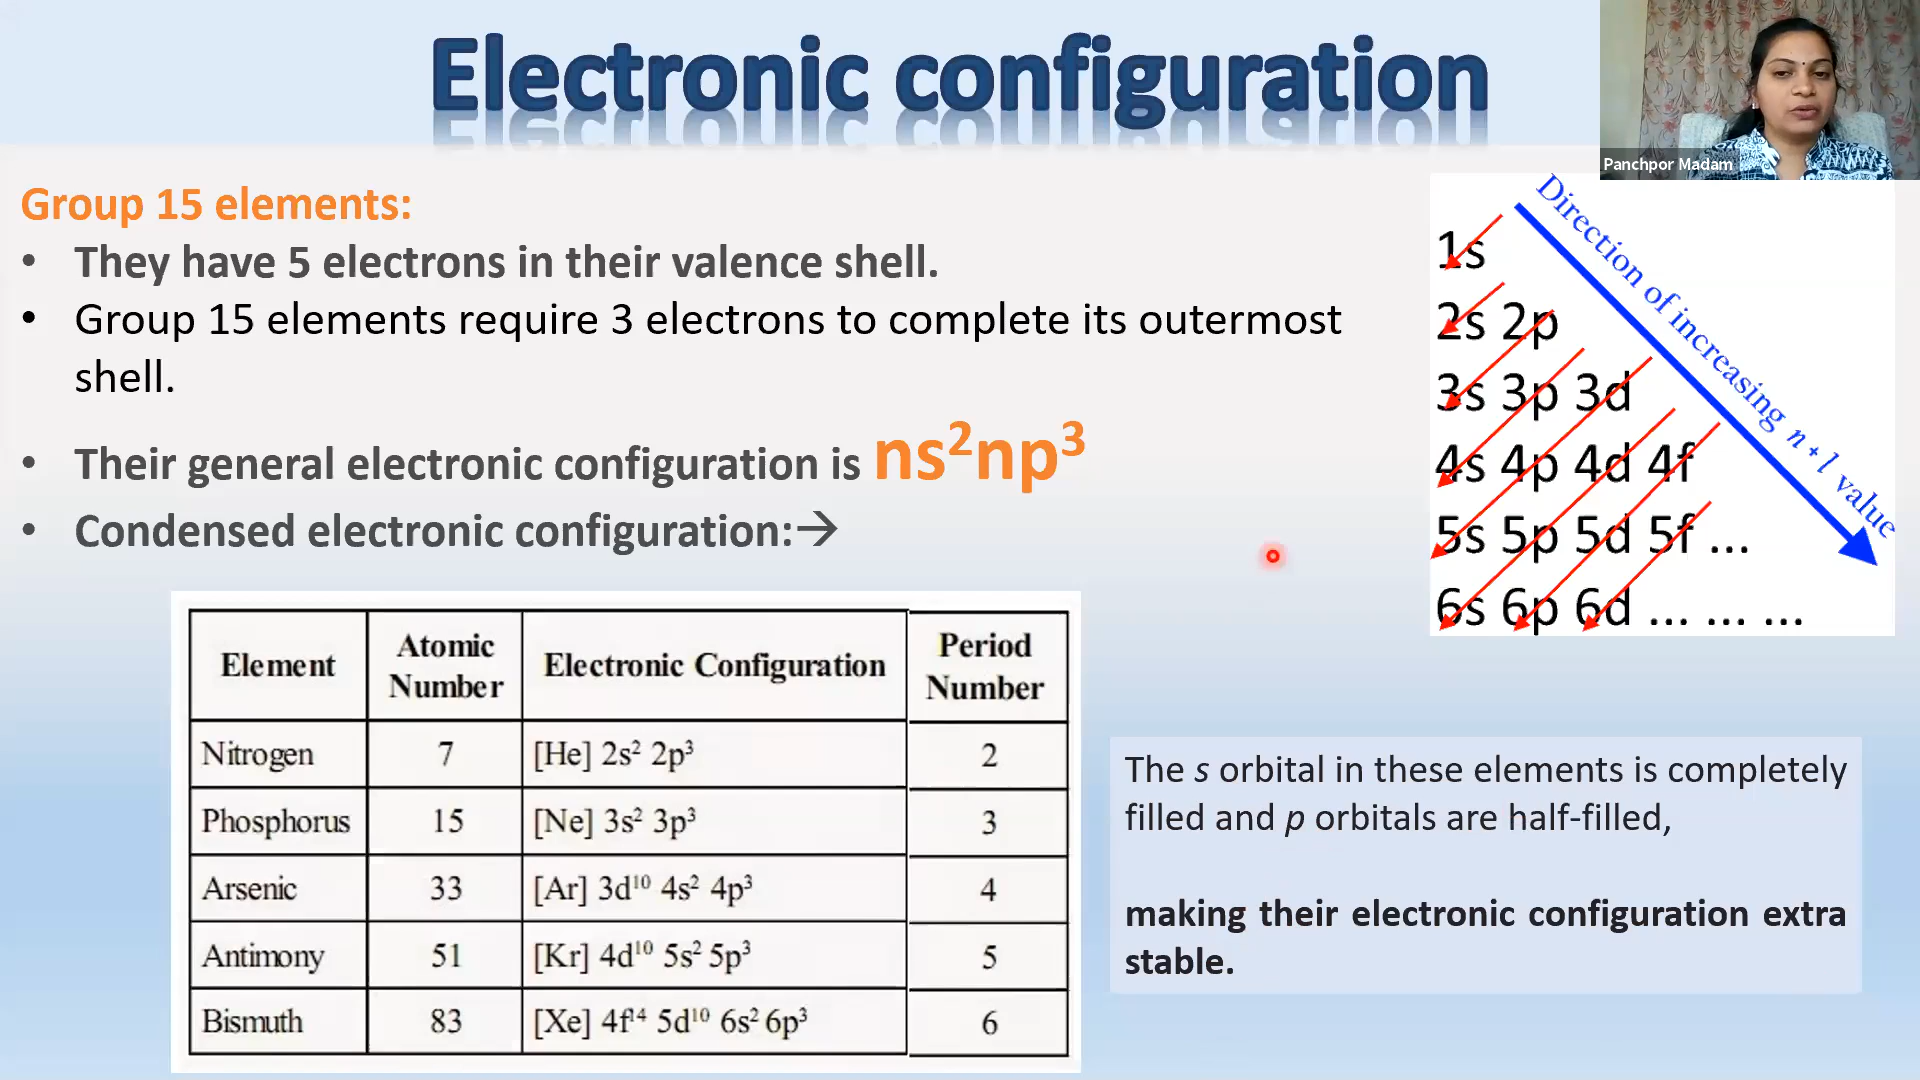 Electronic configuration
Panchpor Madam
Group 15 elements:
• They have 5 electrons in their valence shell.
• Group 15 elements require 3 electrons to complete its outermost
shell.
• Their general electronic configuration is ns²np³
• Condensed electronic configuration:→
Direction of increasing n + l value
1s
2s 2p
3s 3p 3d
4s 4p 4d 4f
5s 5p 5d 5f ...
6s 6p 6d ... ... ...
Element | Atomic Number | Electronic Configuration | Period Number
Nitrogen | 7 | [He] 2s² 2p³ | 2
Phosphorus | 15 | [Ne] 3s² 3p³ | 3
Arsenic | 33 | [Ar] 3d¹⁰ 4s² 4p³ | 4
Antimony | 51 | [Kr] 4d¹⁰ 5s² 5p³ | 5
Bismuth | 83 | [Xe] 4f¹⁴ 5d¹⁰ 6s² 6p³ | 6
The s orbital in these elements is completely
filled and p orbitals are half-filled,
making their electronic configuration extra
stable.